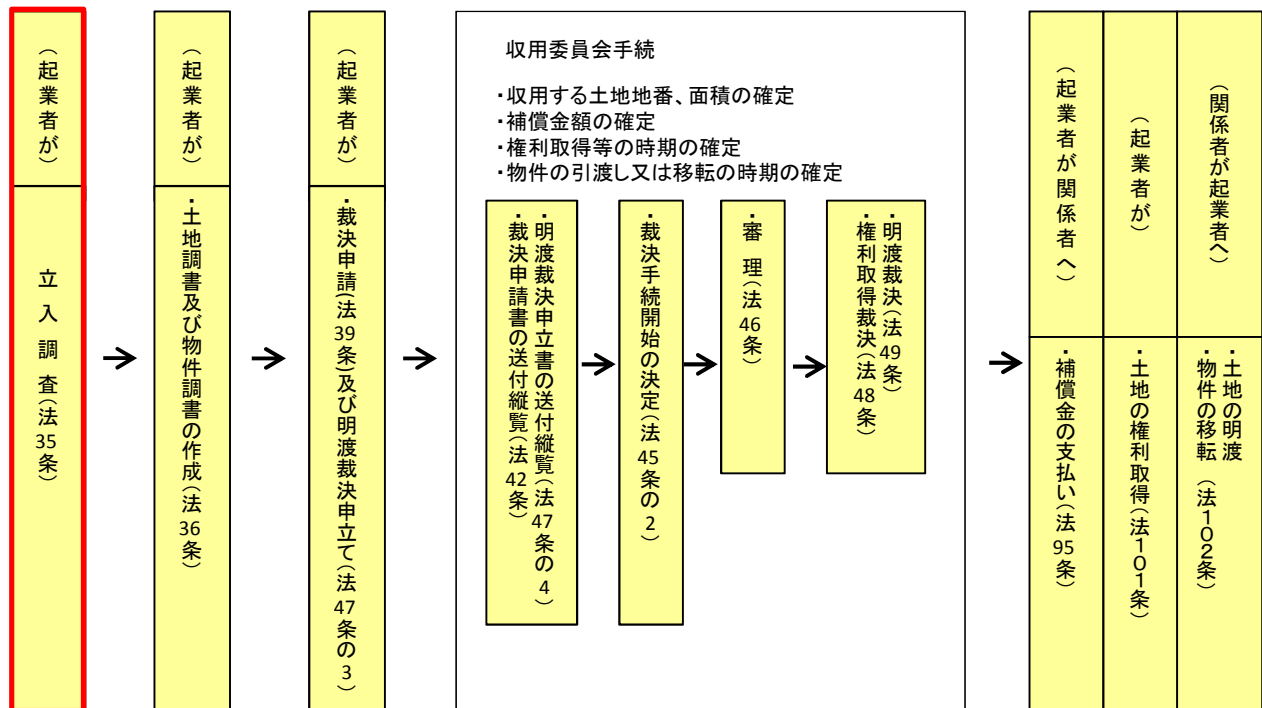 （起業者が）
立入調査(法35条)
（起業者が）
・土地調書及び物件調書の作成(法36条)
（起業者が）
・裁決申請(法39条)及び明渡裁決申立て(法47条の3)
収用委員会手続
・収用する土地地番、面積の確定
・補償金額の確定
・権利取得等の時期の確定
・物件の引渡し又は移転の時期の確定
・明渡裁決申立書の送付縦覧(法47条の4)
・裁決申請書の送付縦覧(法42条)
・裁決手続開始の決定(法45条の2)
・審 理(法46条)
・明渡裁決(法49条)
・権利取得裁決(法48条)
（起業者が関係者へ）
・補償金の支払い(法95条)
（起業者が）
・土地の権利取得(法101条)
（関係者が起業者へ）
・土地の明渡
・物件の移転 (法102条)